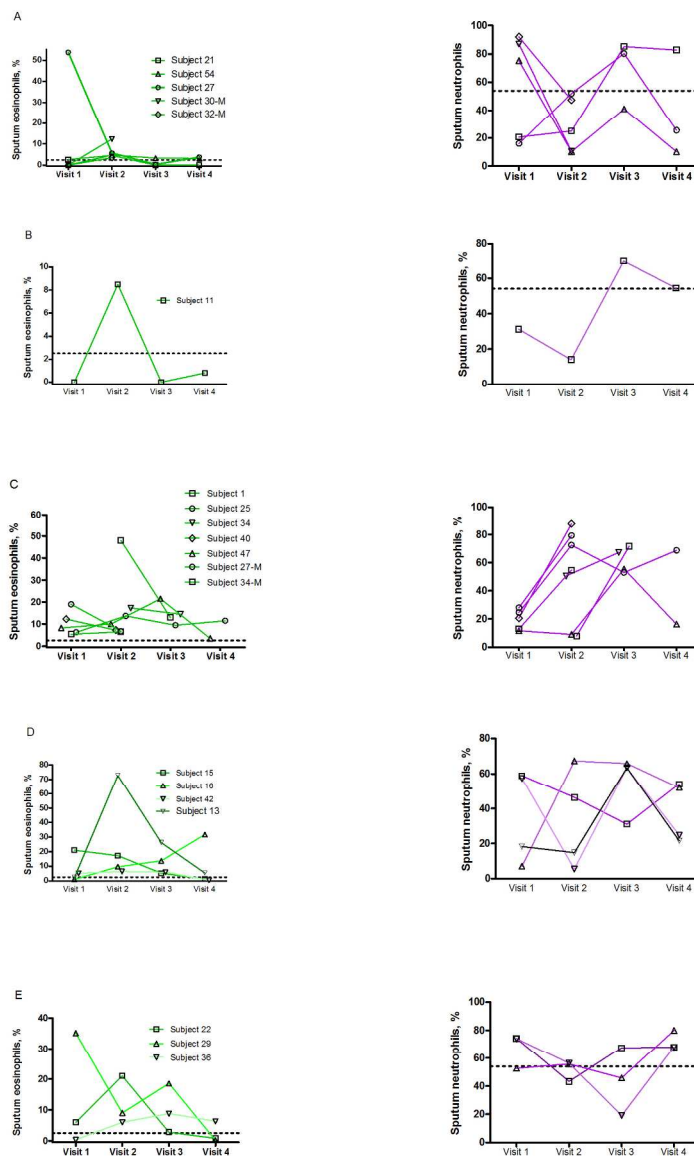 A
Sputum eosinophils, %
50
40
30
20
10
0
Visit 1 Visit 2 Visit 3 Visit 4
Subject 21
Subject 54
Subject 27
Subject 30-M
Subject 32-M
Sputum neutrophils
100
80
60
40
20
0
Visit 1 Visit 2 Visit 3 Visit 4
B
Sputum eosinophils, %
10
8
6
4
2
0
Visit 1 Visit 2 Visit 3 Visit 4
Subject 11
Sputum neutrophils, %
80
60
40
20
0
Visit 1 Visit 2 Visit 3 Visit 4
C
Sputum eosinophils, %
60
50
40
30
20
10
0
Visit 1 Visit 2 Visit 3 Visit 4
Subject 1
Subject 25
Subject 34
Subject 40
Subject 47
Subject 27-M
Subject 34-M
Sputum neutrophils, %
100
80
60
40
20
0
Visit 1 Visit 2 Visit 3 Visit 4
D
Sputum eosinophils, %
80
70
60
50
40
30
20
10
0
Visit 1 Visit 2 Visit 3 Visit 4
Subject 15
Subject 16
Subject 42
Subject 13
Sputum neutrophils, %
80
60
40
20
0
Visit 1 Visit 2 Visit 3 Visit 4
E
Sputum eosinophils, %
40
30
20
10
0
Visit 1 Visit 2 Visit 3 Visit 4
Subject 22
Subject 29
Subject 36
Sputum neutrophils, %
100
80
60
40
20
0
Visit 1 Visit 2 Visit 3 Visit 4